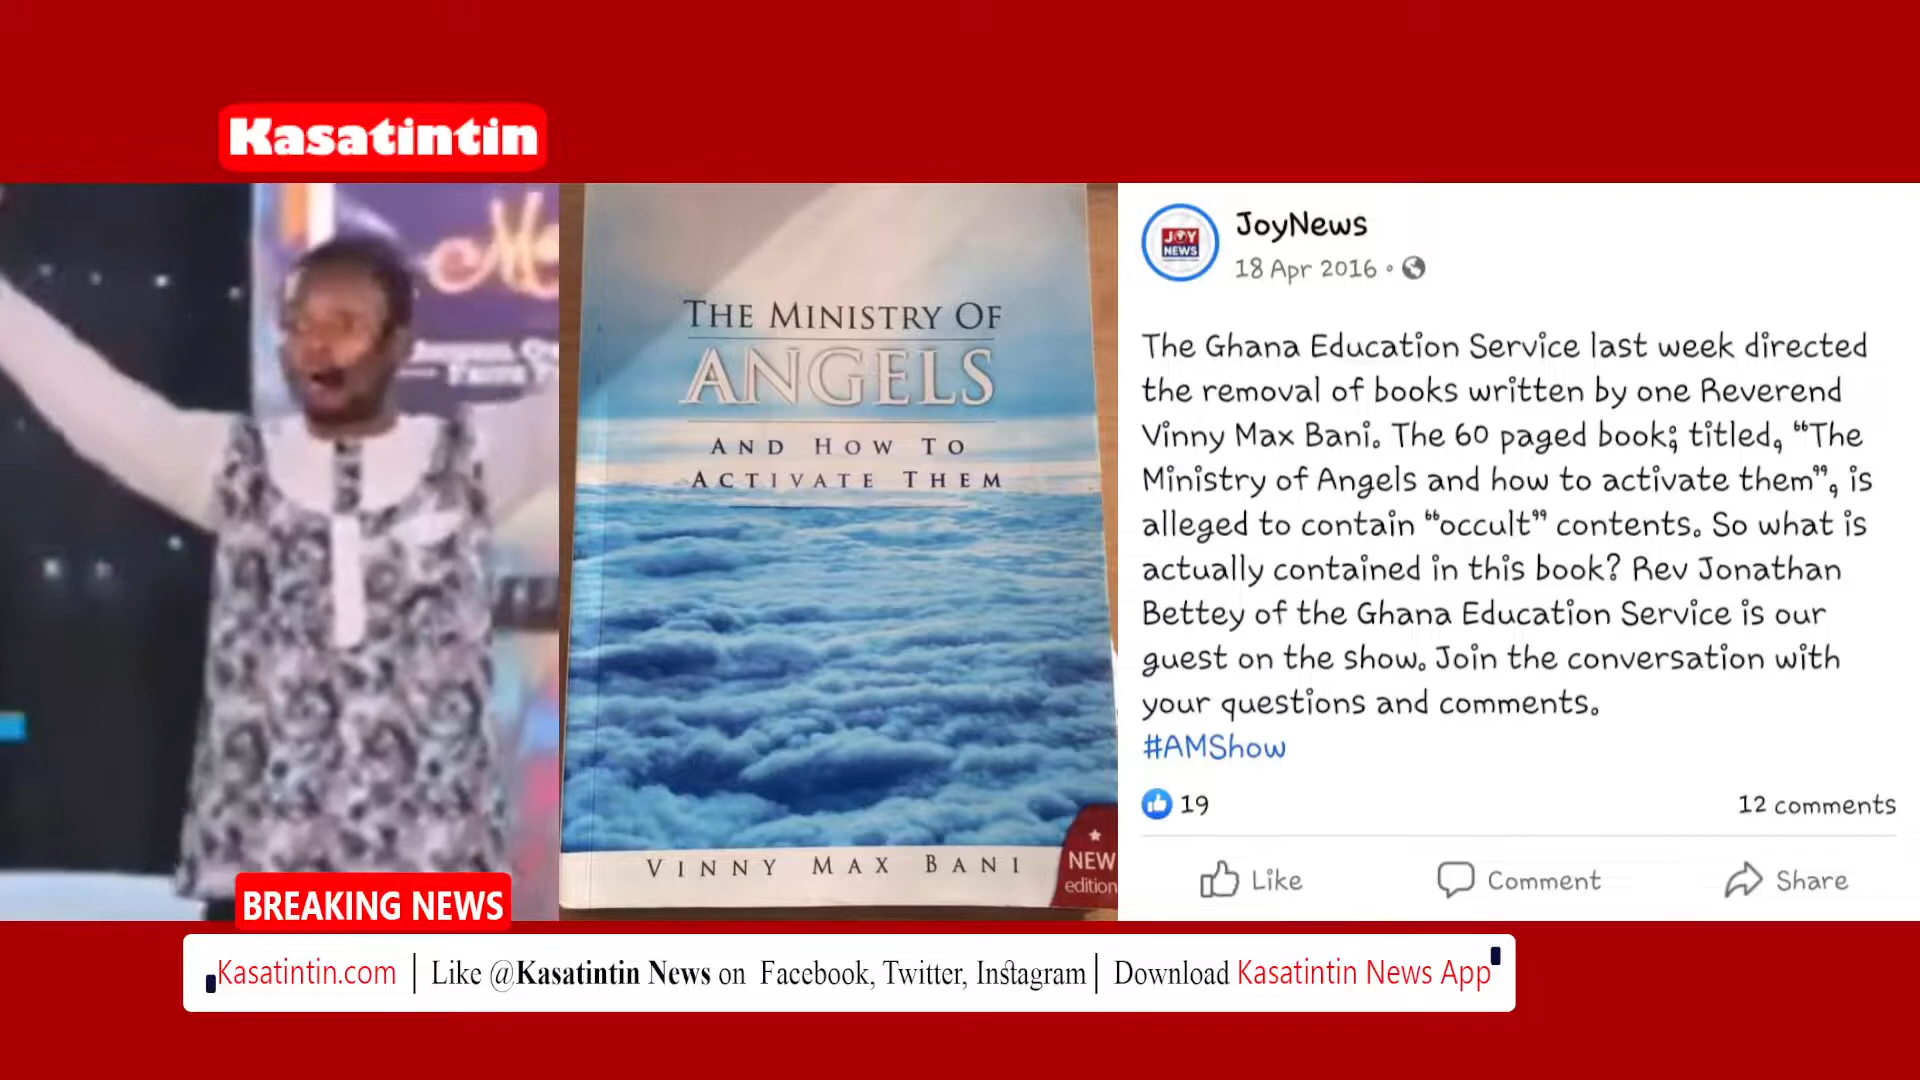 Kasatintin
THE MINISTRY OF
ANGELS
AND HOW TO
ACTIVATE THEM
VINNY MAX BANI
NEW
edition
JOY
NEWS
JoyNews
18 Apr 2016
The Ghana Education Service last week directed
the removal of books written by one Reverend
Vinny Max Bani. The 60 paged book; titled, “The
Ministry of Angels and how to activate them”, is
alleged to contain “occult” contents. So what is
actually contained in this book? Rev Jonathan
Bettey of the Ghana Education Service is our
guest on the show. Join the conversation with
your questions and comments.
#AMShow
19
12 comments
Like
Comment
Share
BREAKING NEWS
Kasatintin.com | Like @Kasatintin News on Facebook, Twitter, Instagram | Download Kasatintin News App